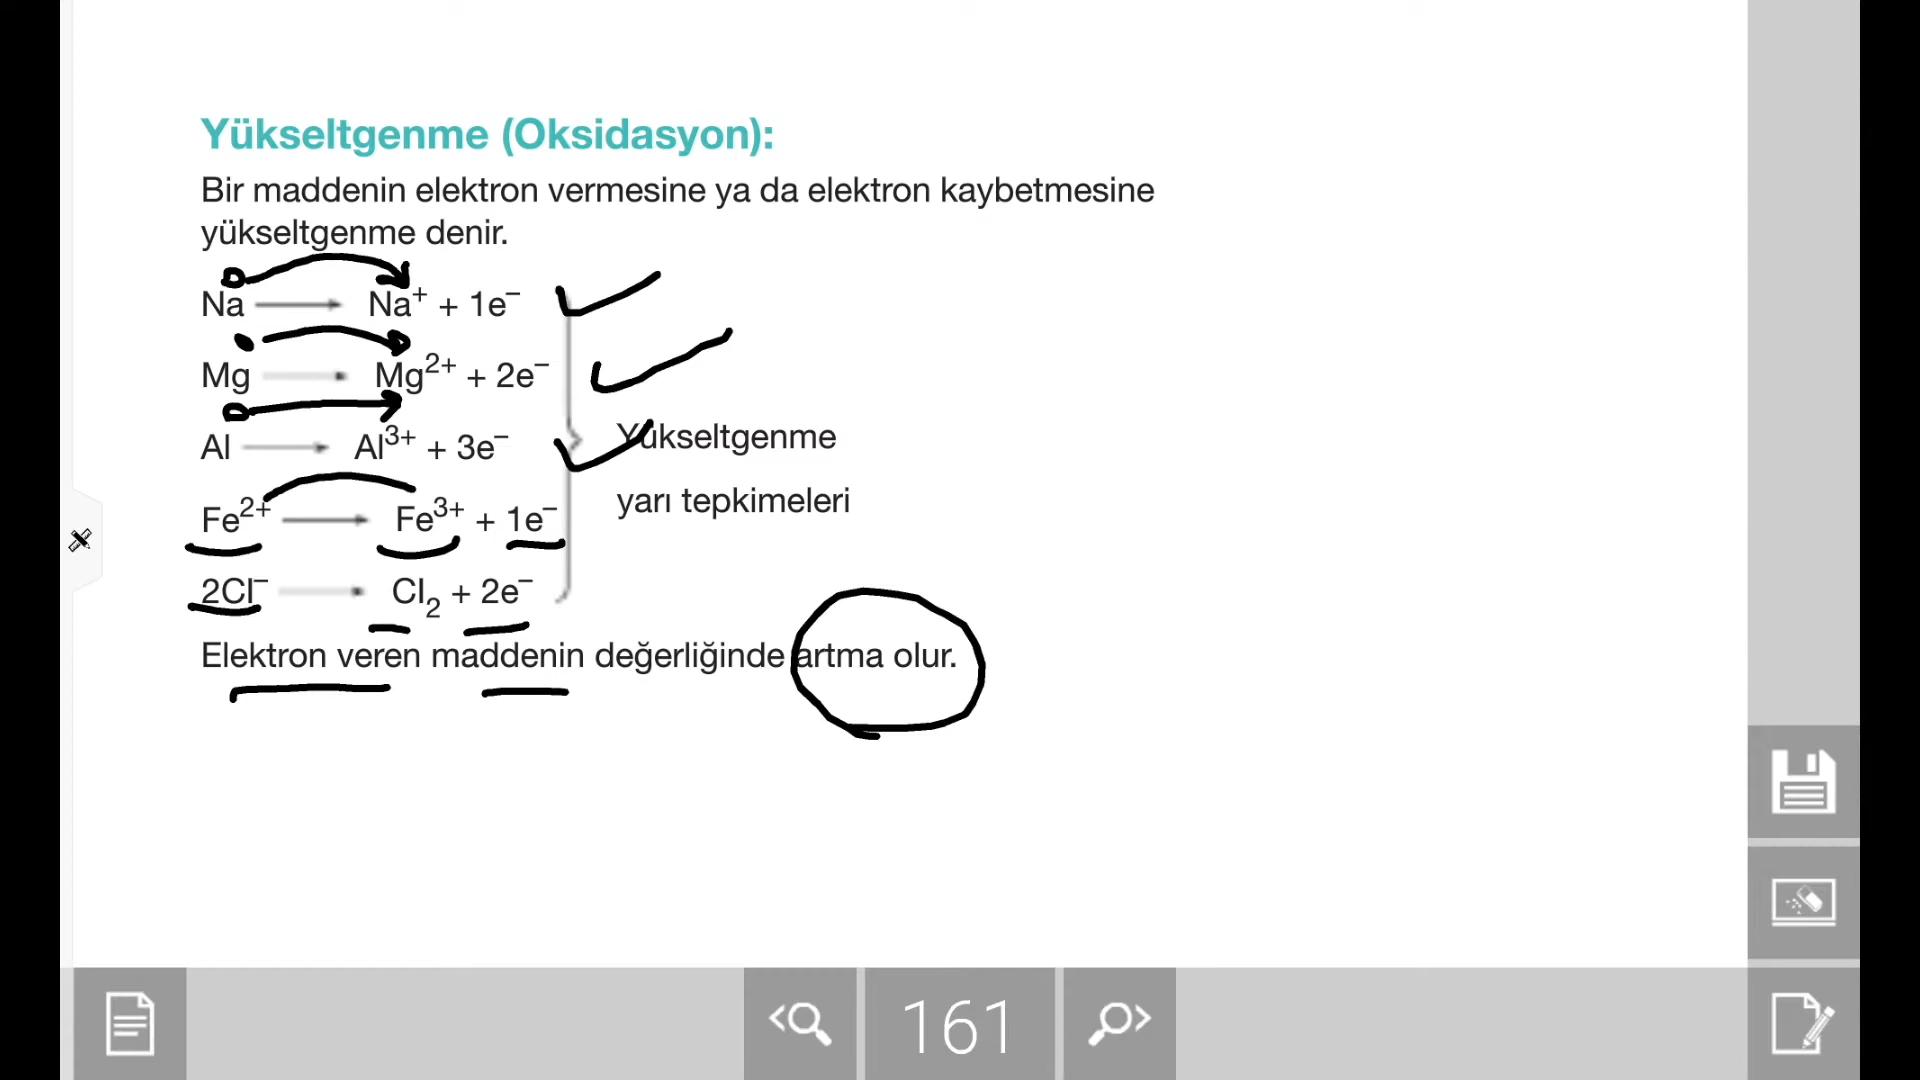 Yükseltgenme (Oksidasyon):
Bir maddenin elektron vermesine ya da elektron kaybetmesine
yükseltgenme denir.
Na → Na⁺ + 1e⁻
Mg → Mg²⁺ + 2e⁻
Al → Al³⁺ + 3e⁻
Fe²⁺ → Fe³⁺ + 1e⁻
2Cl⁻ → Cl₂ + 2e⁻
Yükseltgenme
yarı tepkimeleri
Elektron veren maddenin değerliğinde artma olur.
161